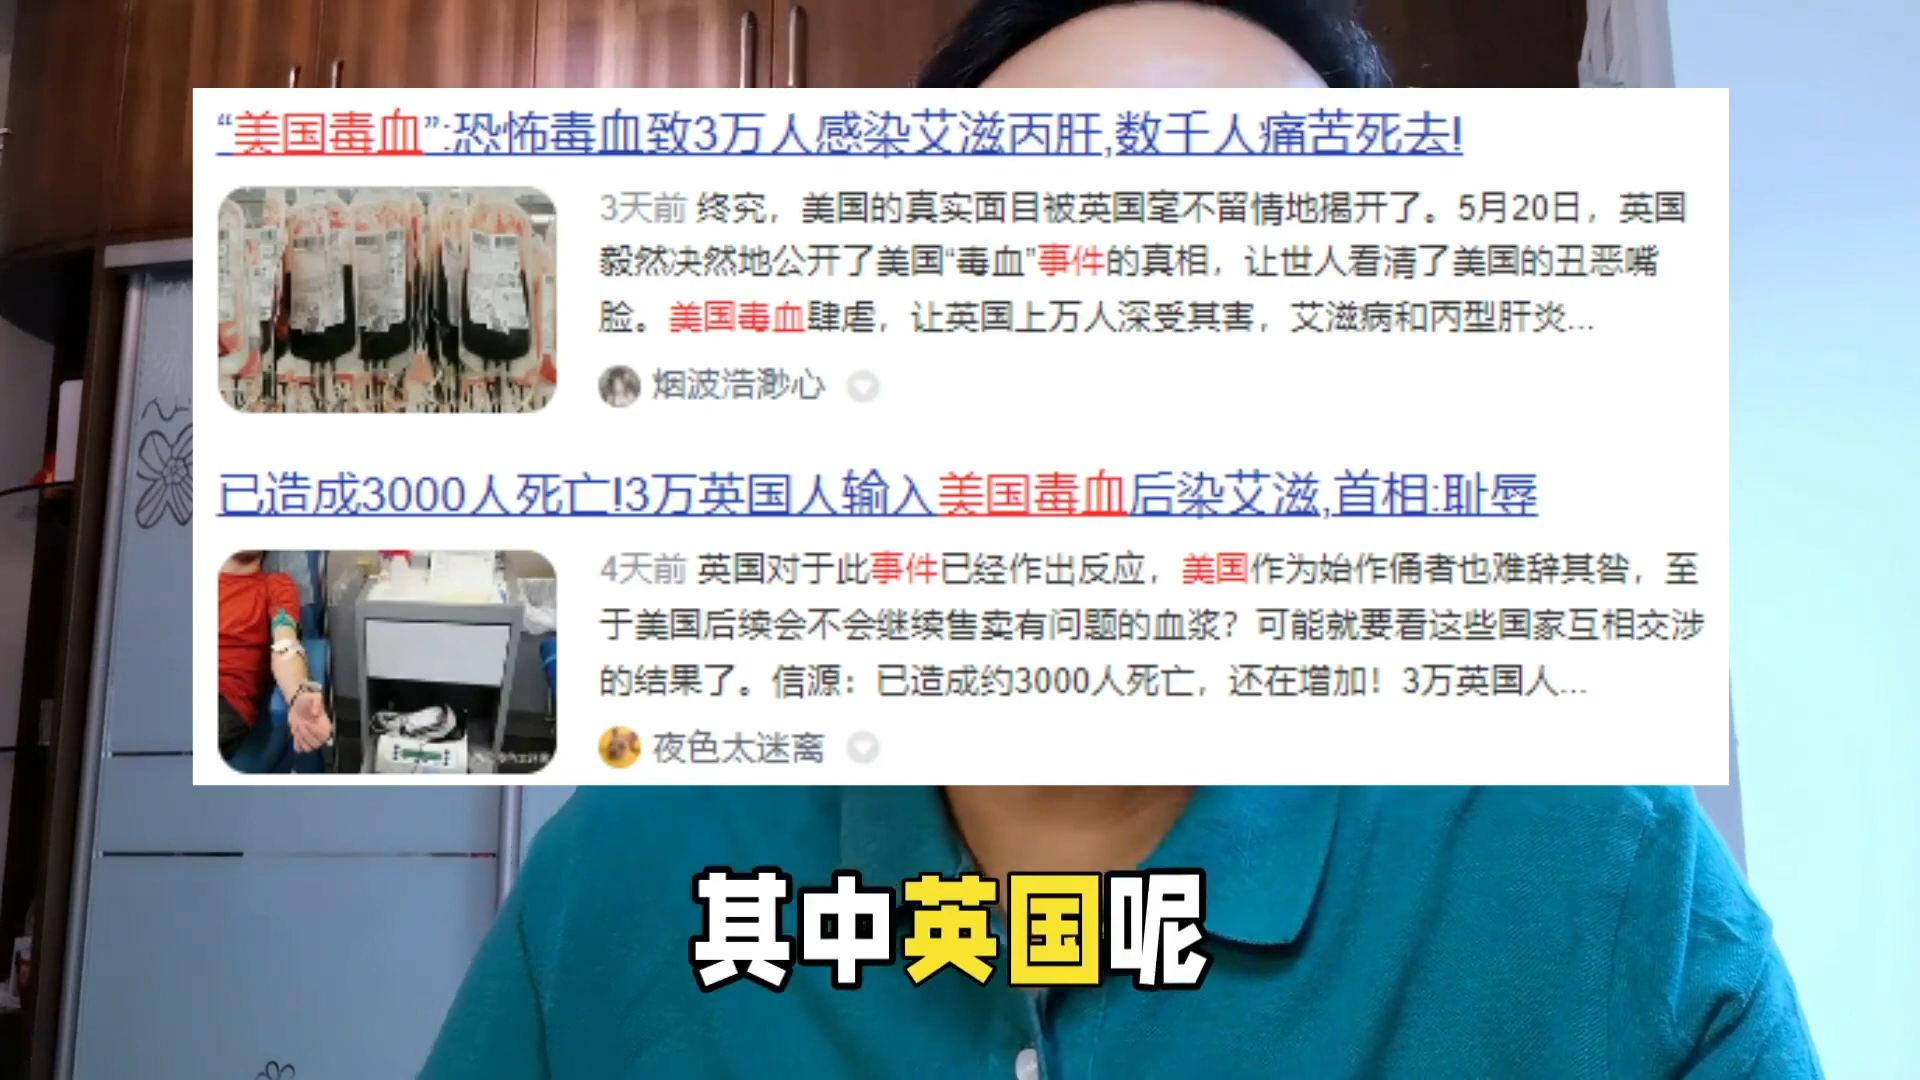 “美国毒血”:恐怖毒血致3万人感染艾滋丙肝,数千人痛苦死去!
3天前 终究，美国的真实面目被英国毫不留情地揭开了。5月20日，英国
毅然决然地公开了美国“毒血”事件的真相，让世人看清了美国的丑恶嘴
脸。美国毒血肆虐，让英国上万人深受其害，艾滋病和丙型肝炎...
烟波浩渺心
已造成3000人死亡!3万英国人输入美国毒血后染艾滋,首相:耻辱
4天前 英国对于此事件已经作出反应，美国作为始作俑者也难辞其咎，至
于美国后续会不会继续售卖有问题的血浆？可能就要看这些国家互相交涉
的结果了。信源：已造成约3000人死亡，还在增加！3万英国人...
夜色太迷离
其中英国呢